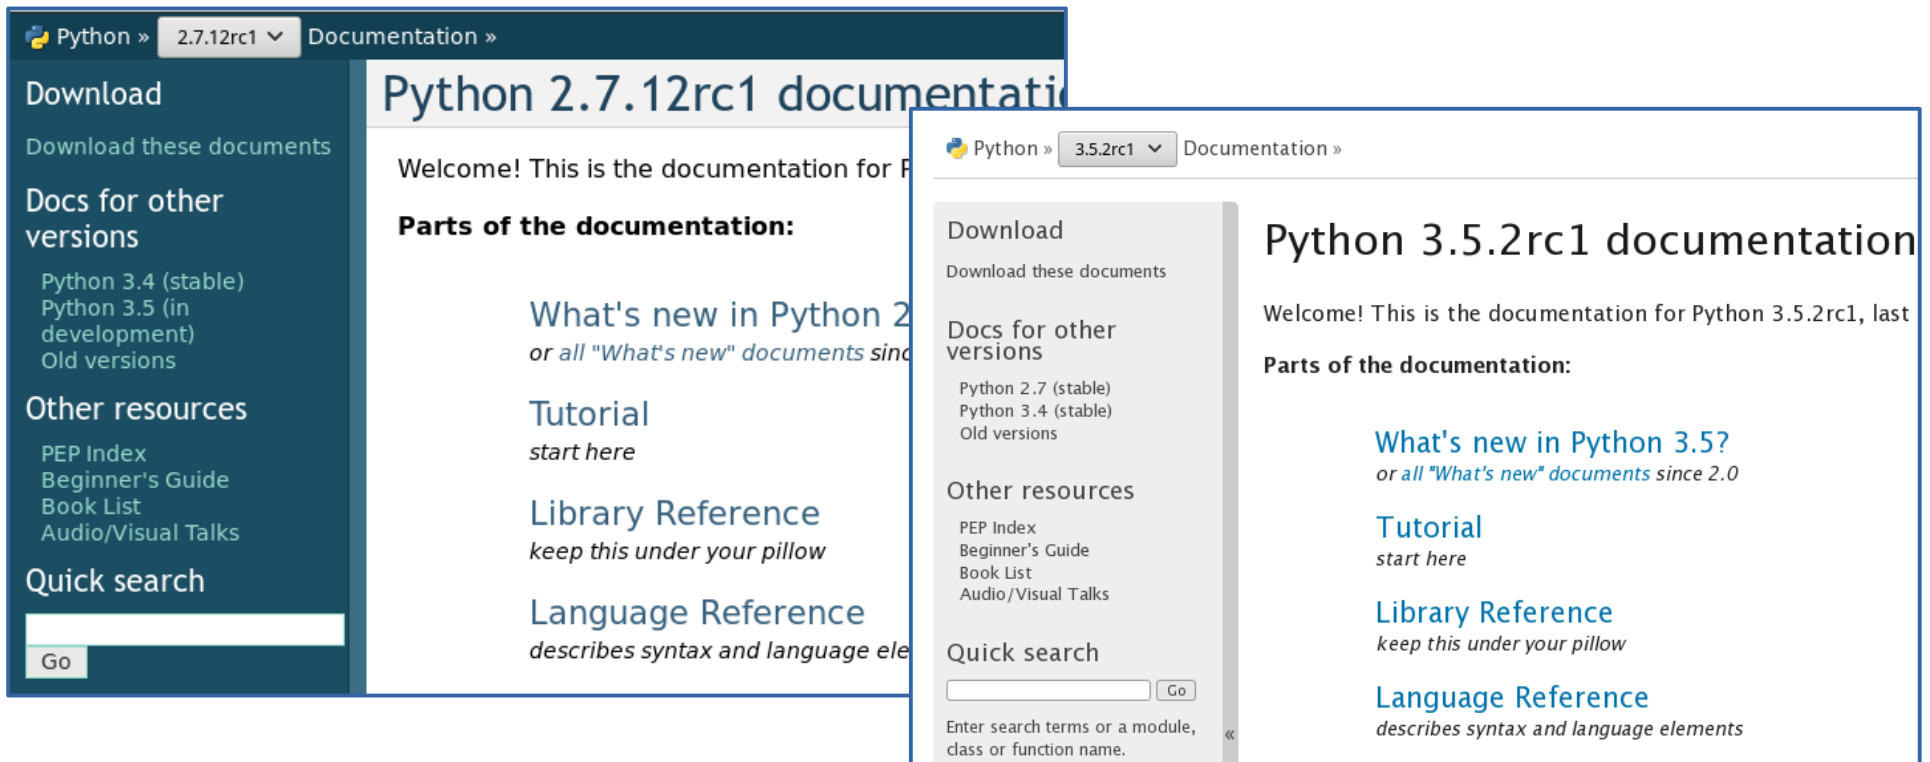 Python » 2.7.12rc1 Documentation »
Download
Download these documents
Docs for other
versions
Python 3.4 (stable)
Python 3.5 (in
development)
Old versions
Other resources
PEP Index
Beginner's Guide
Book List
Audio/Visual Talks
Quick search
Go
Python 2.7.12rc1 documentati
Welcome! This is the documentation for
Parts of the documentation:
What's new in Python 2
or all "What's new" documents sinc
Tutorial
start here
Library Reference
keep this under your pillow
Language Reference
describes syntax and language ele
Python » 3.5.2rc1 Documentation »
Download
Download these documents
Docs for other
versions
Python 2.7 (stable)
Python 3.4 (stable)
Old versions
Other resources
PEP Index
Beginner's Guide
Book List
Audio/Visual Talks
Quick search
Go
Enter search terms or a module,
class or function name.
«
Python 3.5.2rc1 documentation
Welcome! This is the documentation for Python 3.5.2rc1, last
Parts of the documentation:
What's new in Python 3.5?
or all "What's new" documents since 2.0
Tutorial
start here
Library Reference
keep this under your pillow
Language Reference
describes syntax and language elements